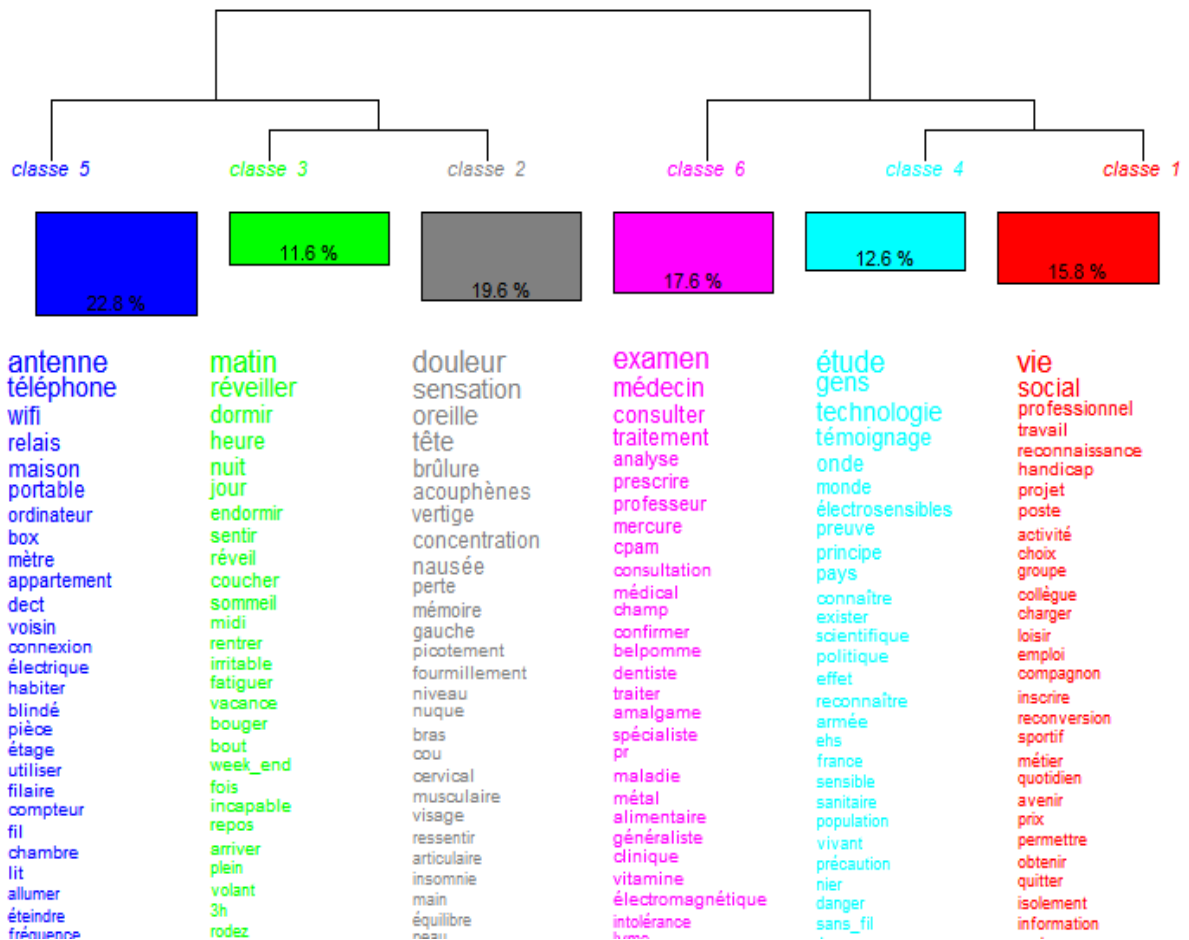 classe 5
classe 3
classe 2
classe 6
classe 4
classe 1
22.8 %
11.6 %
19.6 %
17.6 %
12.6 %
15.8 %
antenne
téléphone
wifi
relais
maison
portable
ordinateur
box
mètre
appartement
dect
voisin
connexion
électrique
habiter
blindé
pièce
étage
utiliser
filaire
compteur
fil
chambre
lit
allumer
éteindre
fréquence
matin
réveiller
dormir
heure
nuit
jour
endormir
sentir
réveil
coucher
sommeil
midi
rentrer
irritable
fatiguer
vacance
bouger
bout
week_end
fois
incapable
repos
arriver
plein
volant
3h
rodez
douleur
sensation
oreille
tête
brûlure
acouphènes
vertige
concentration
nausée
perte
mémoire
gauche
picotement
fourmillement
niveau
nuque
bras
cou
cervical
musculaire
visage
ressentir
articulaire
insomnie
main
équilibre
peau
examen
médecin
consulter
traitement
analyse
prescrire
professeur
mercure
cpam
consultation
médical
champ
confirmer
belpomme
dentiste
traiter
amalgame
spécialiste
pr
maladie
métal
alimentaire
généraliste
clinique
vitamine
électromagnétique
intolérance
lyme
étude
gens
technologie
témoignage
onde
monde
électrosensibles
preuve
principe
pays
connaître
exister
scientifique
politique
effet
reconnaître
armée
ehs
france
sensible
sanitaire
population
vivant
précaution
nier
danger
sans_fil
vie
social
professionnel
travail
reconnaissance
handicap
projet
poste
activité
choix
groupe
collègue
charger
loisir
emploi
compagnon
inscrire
reconversion
sportif
métier
quotidien
avenir
prix
permettre
obtenir
quitter
isolement
information